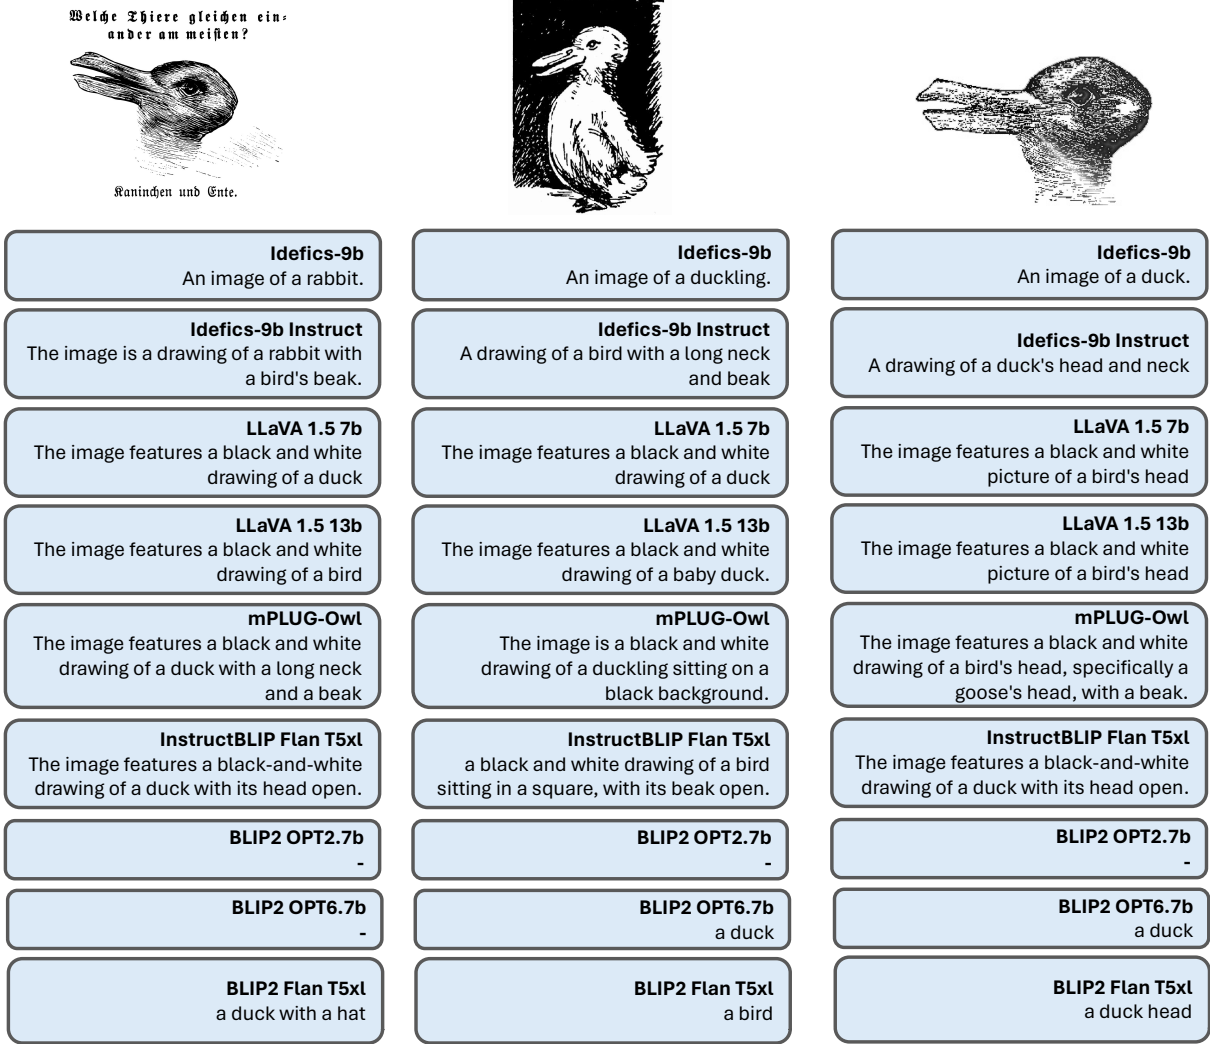 Welche Thiere gleichen ein-
ander am meisten?
Kaninchen und Ente.
Idefics-9b
An image of a rabbit.
Idefics-9b Instruct
The image is a drawing of a rabbit with
a bird's beak.
LLaVA 1.5 7b
The image features a black and white
drawing of a duck
LLaVA 1.5 13b
The image features a black and white
drawing of a bird
mPLUG-Owl
The image features a black and white
drawing of a duck with a long neck
and a beak
InstructBLIP Flan T5xl
The image features a black-and-white
drawing of a duck with its head open.
BLIP2 OPT2.7b
-
BLIP2 OPT6.7b
-
BLIP2 Flan T5xl
a duck with a hat
Idefics-9b
An image of a duckling.
Idefics-9b Instruct
A drawing of a bird with a long neck
and beak
LLaVA 1.5 7b
The image features a black and white
drawing of a duck
LLaVA 1.5 13b
The image features a black and white
drawing of a baby duck.
mPLUG-Owl
The image is a black and white
drawing of a duckling sitting on a
black background.
InstructBLIP Flan T5xl
a black and white drawing of a bird
sitting in a square, with its beak open.
BLIP2 OPT2.7b
-
BLIP2 OPT6.7b
a duck
BLIP2 Flan T5xl
a bird
Idefics-9b
An image of a duck.
Idefics-9b Instruct
A drawing of a duck's head and neck
LLaVA 1.5 7b
The image features a black and white
picture of a bird's head
LLaVA 1.5 13b
The image features a black and white
picture of a bird's head
mPLUG-Owl
The image features a black and white
drawing of a bird's head, specifically a
goose's head, with a beak.
InstructBLIP Flan T5xl
The image features a black-and-white
drawing of a duck with its head open.
BLIP2 OPT2.7b
-
BLIP2 OPT6.7b
a duck
BLIP2 Flan T5xl
a duck head